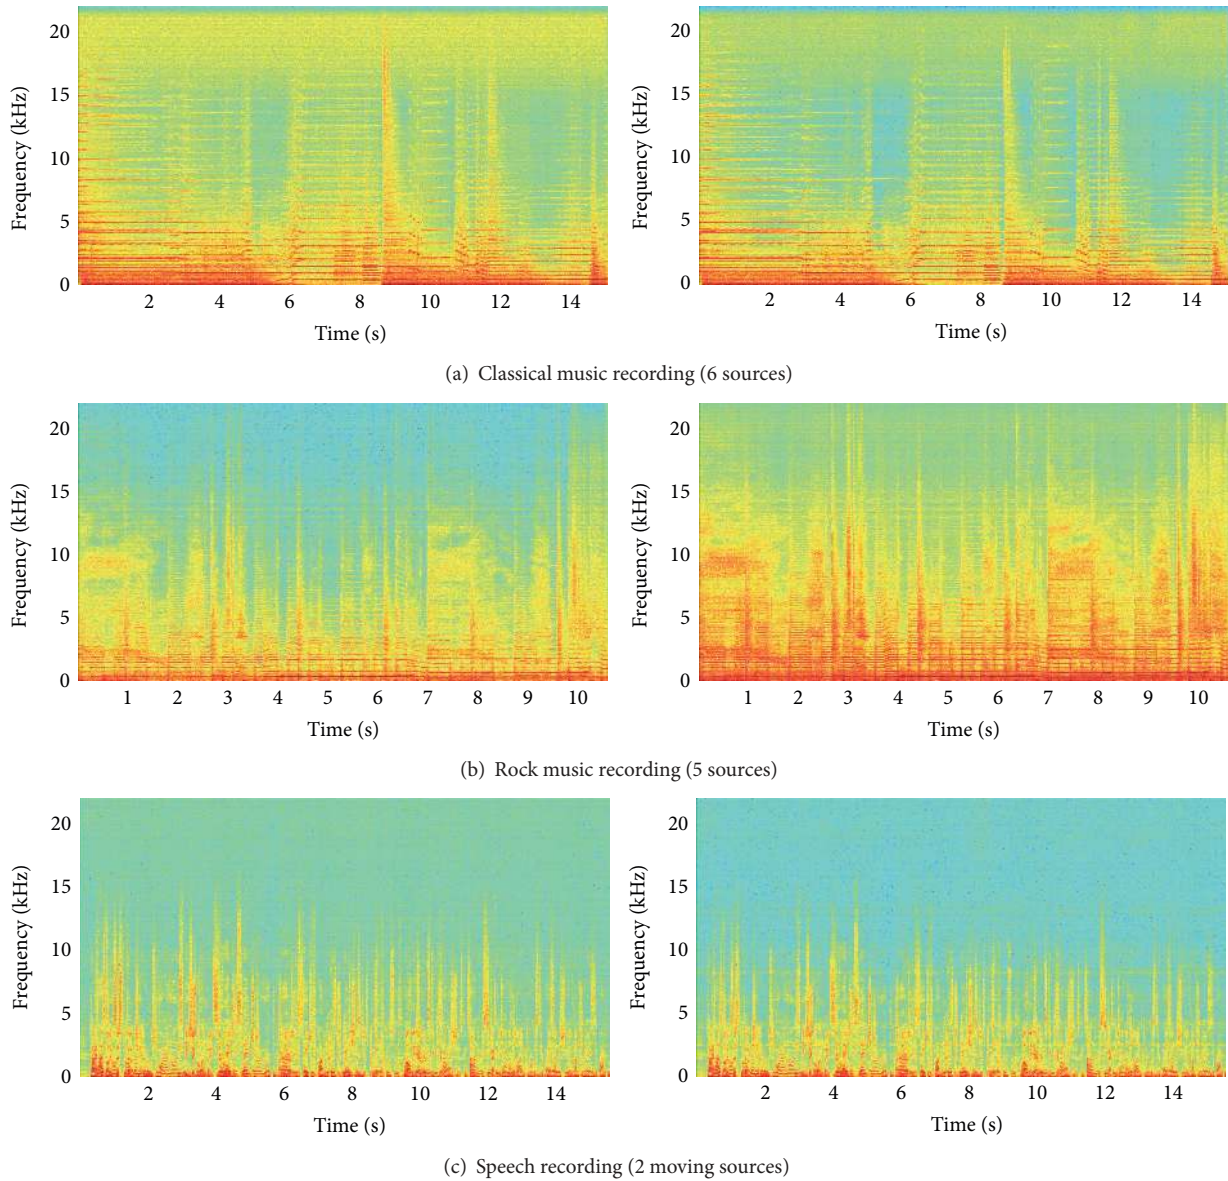 Frequency (kHz)
20
15
10
5
0
2 4 6 8 10 12 14
Time (s)
Frequency (kHz)
20
15
10
5
0
2 4 6 8 10 12 14
Time (s)
(a) Classical music recording (6 sources)
Frequency (kHz)
20
15
10
5
0
1 2 3 4 5 6 7 8 9 10
Time (s)
Frequency (kHz)
20
15
10
5
0
1 2 3 4 5 6 7 8 9 10
Time (s)
(b) Rock music recording (5 sources)
Frequency (kHz)
20
15
10
5
0
2 4 6 8 10 12 14
Time (s)
Frequency (kHz)
20
15
10
5
0
2 4 6 8 10 12 14
Time (s)
(c) Speech recording (2 moving sources)